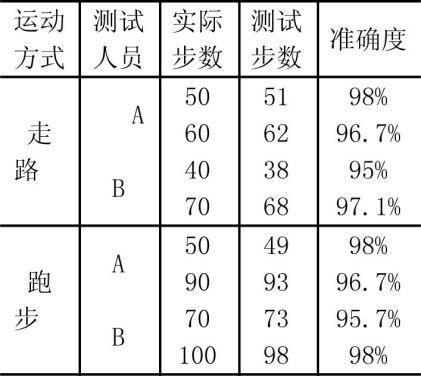 运动方式 测试人员 实际步数 测试步数 准确度
走路 A 50 51 98%
60 62 96.7%
B 40 38 95%
70 68 97.1%
跑步 A 50 49 98%
90 93 96.7%
B 70 73 95.7%
100 98 98%